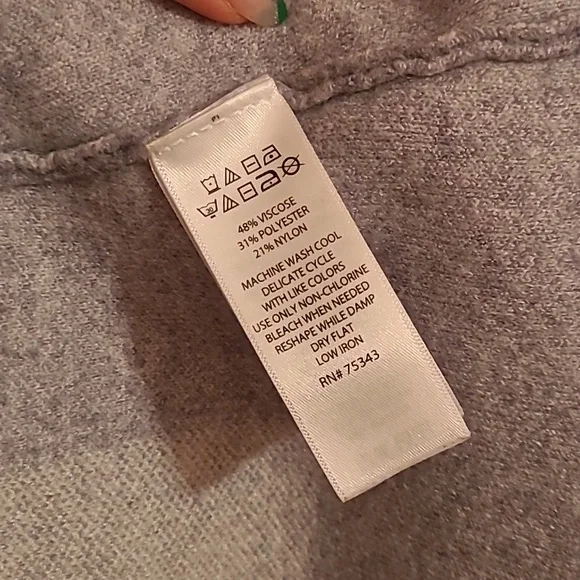 48% VISCOSE
31% POLYESTER
21% NYLON
MACHINE WASH COOL
DELICATE CYCLE
WITH LIKE COLORS
USE ONLY NON-CHLORINE
BLEACH WHEN NEEDED
RESHAPE WHILE DAMP
DRY FLAT
LOW IRON
RN# 75343